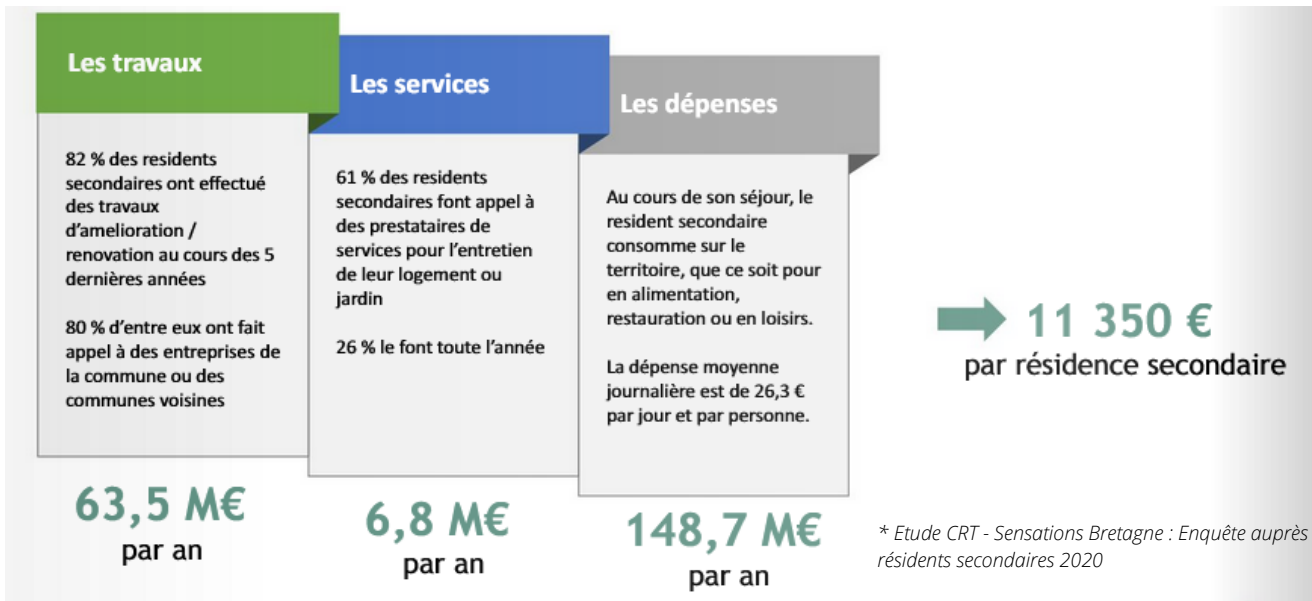 Les travaux
82 % des residents
secondaires ont effectué
des travaux
d'amelioration /
renovation au cours des 5
dernières années
80 % d'entre eux ont fait
appel à des entreprises de
la commune ou des
communes voisines
63,5 M€
par an
Les services
61 % des residents
secondaires font appel à
des prestataires de
services pour l'entretien
de leur logement ou
jardin
26 % le font toute l'année
6,8 M€
par an
Les dépenses
Au cours de son séjour, le
resident secondaire
consomme sur le
territoire, que ce soit pour
en alimentation,
restauration ou en loisirs.
La dépense moyenne
journalière est de 26,3 €
par jour et par personne.
148,7 M€
par an
11 350 €
par résidence secondaire
* Etude CRT - Sensations Bretagne : Enquête auprès
résidents secondaires 2020